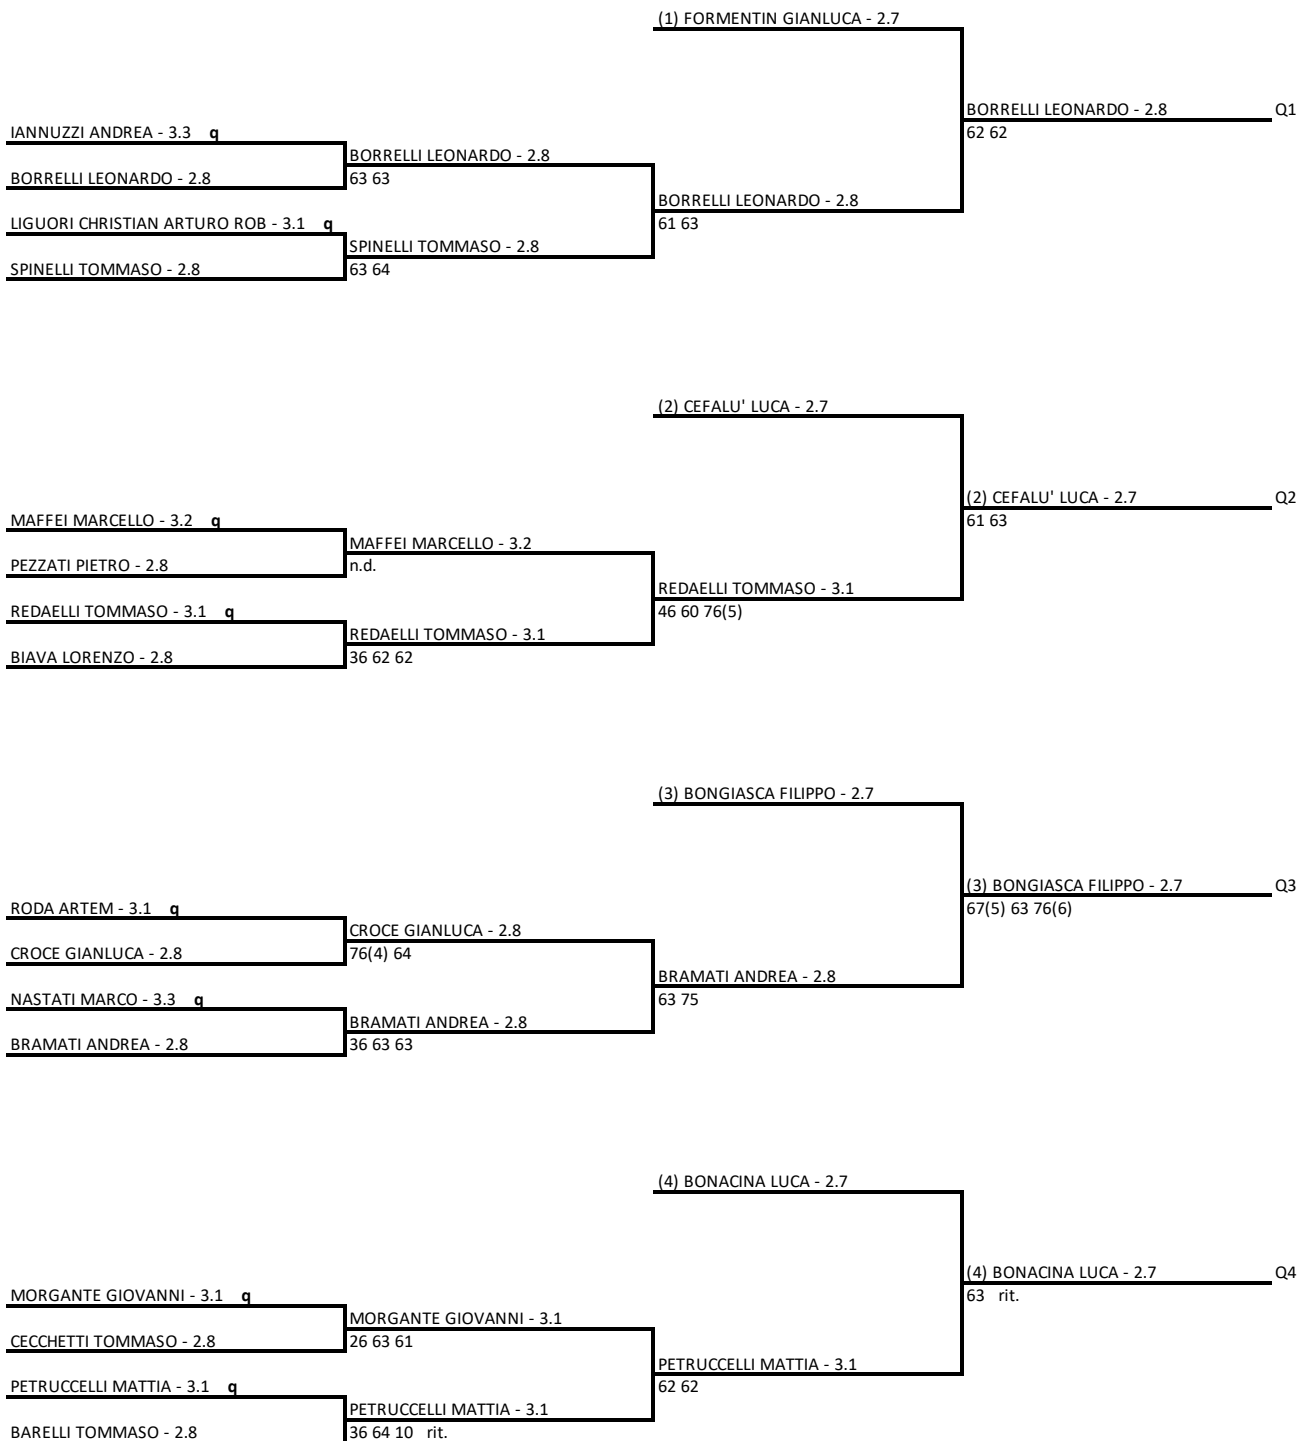 (1) FORMENTIN GIANLUCA - 2.7
BORRELLI LEONARDO - 2.8 Q1
IANNUZZI ANDREA - 3.3 q
62 62
BORRELLI LEONARDO - 2.8
BORRELLI LEONARDO - 2.8
63 63
BORRELLI LEONARDO - 2.8
LIGUORI CHRISTIAN ARTURO ROB - 3.1 q
61 63
SPINELLI TOMMASO - 2.8
SPINELLI TOMMASO - 2.8
63 64
(2) CEFALU' LUCA - 2.7
(2) CEFALU' LUCA - 2.7 Q2
MAFFEI MARCELLO - 3.2 q
61 63
MAFFEI MARCELLO - 3.2
PEZZATI PIETRO - 2.8
n.d.
REDAELLI TOMMASO - 3.1
REDAELLI TOMMASO - 3.1 q
46 60 76(5)
REDAELLI TOMMASO - 3.1
BIAVA LORENZO - 2.8
36 62 62
(3) BONGIASCA FILIPPO - 2.7
(3) BONGIASCA FILIPPO - 2.7 Q3
RODA ARTEM - 3.1 q
67(5) 63 76(6)
CROCE GIANLUCA - 2.8
CROCE GIANLUCA - 2.8
76(4) 64
BRAMATI ANDREA - 2.8
NASTATI MARCO - 3.3 q
63 75
BRAMATI ANDREA - 2.8
BRAMATI ANDREA - 2.8
36 63 63
(4) BONACINA LUCA - 2.7
(4) BONACINA LUCA - 2.7 Q4
MORGANTE GIOVANNI - 3.1 q
63 rit.
MORGANTE GIOVANNI - 3.1
CECCHETTI TOMMASO - 2.8
26 63 61
PETRUCCELLI MATTIA - 3.1
PETRUCCELLI MATTIA - 3.1 q
62 62
PETRUCCELLI MATTIA - 3.1
BARELLI TOMMASO - 2.8
36 64 10 rit.